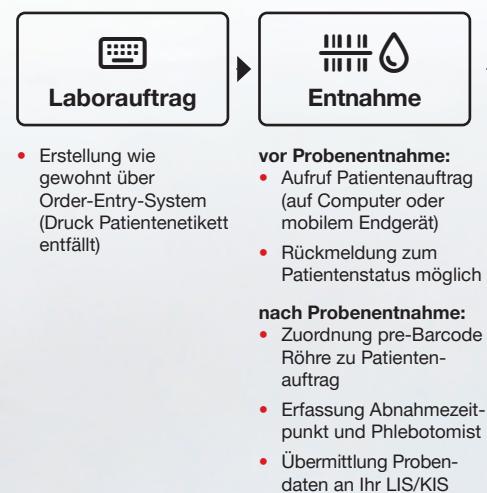 Laborauftrag
• Erstellung wie
gewohnt über
Order-Entry-System
(Druck Patientenetikett
entfällt)
Entnahme
vor Probenentnahme:
• Aufruf Patientenauftrag
(auf Computer oder
mobilem Endgerät)
• Rückmeldung zum
Patientenstatus möglich
nach Probenentnahme:
• Zuordnung pre-Barcode
Röhre zu Patienten-
auftrag
• Erfassung Abnahmezeit-
punkt und Phlebotomist
• Übermittlung Proben-
daten an Ihr LIS/KIS